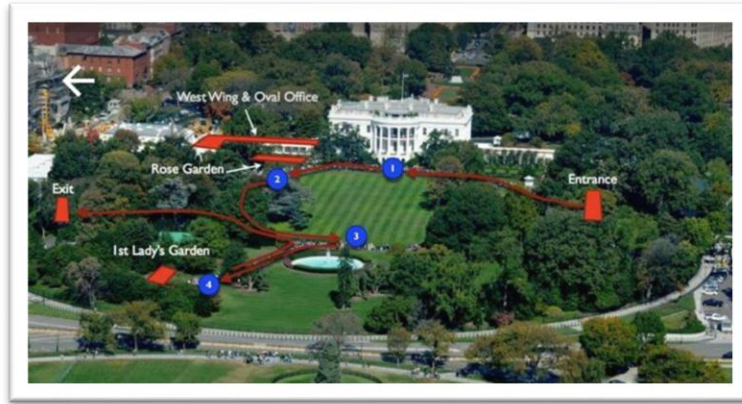 West Wing & Oval Office
Rose Garden
1
2
Exit
Entrance
3
1st Lady's Garden
4